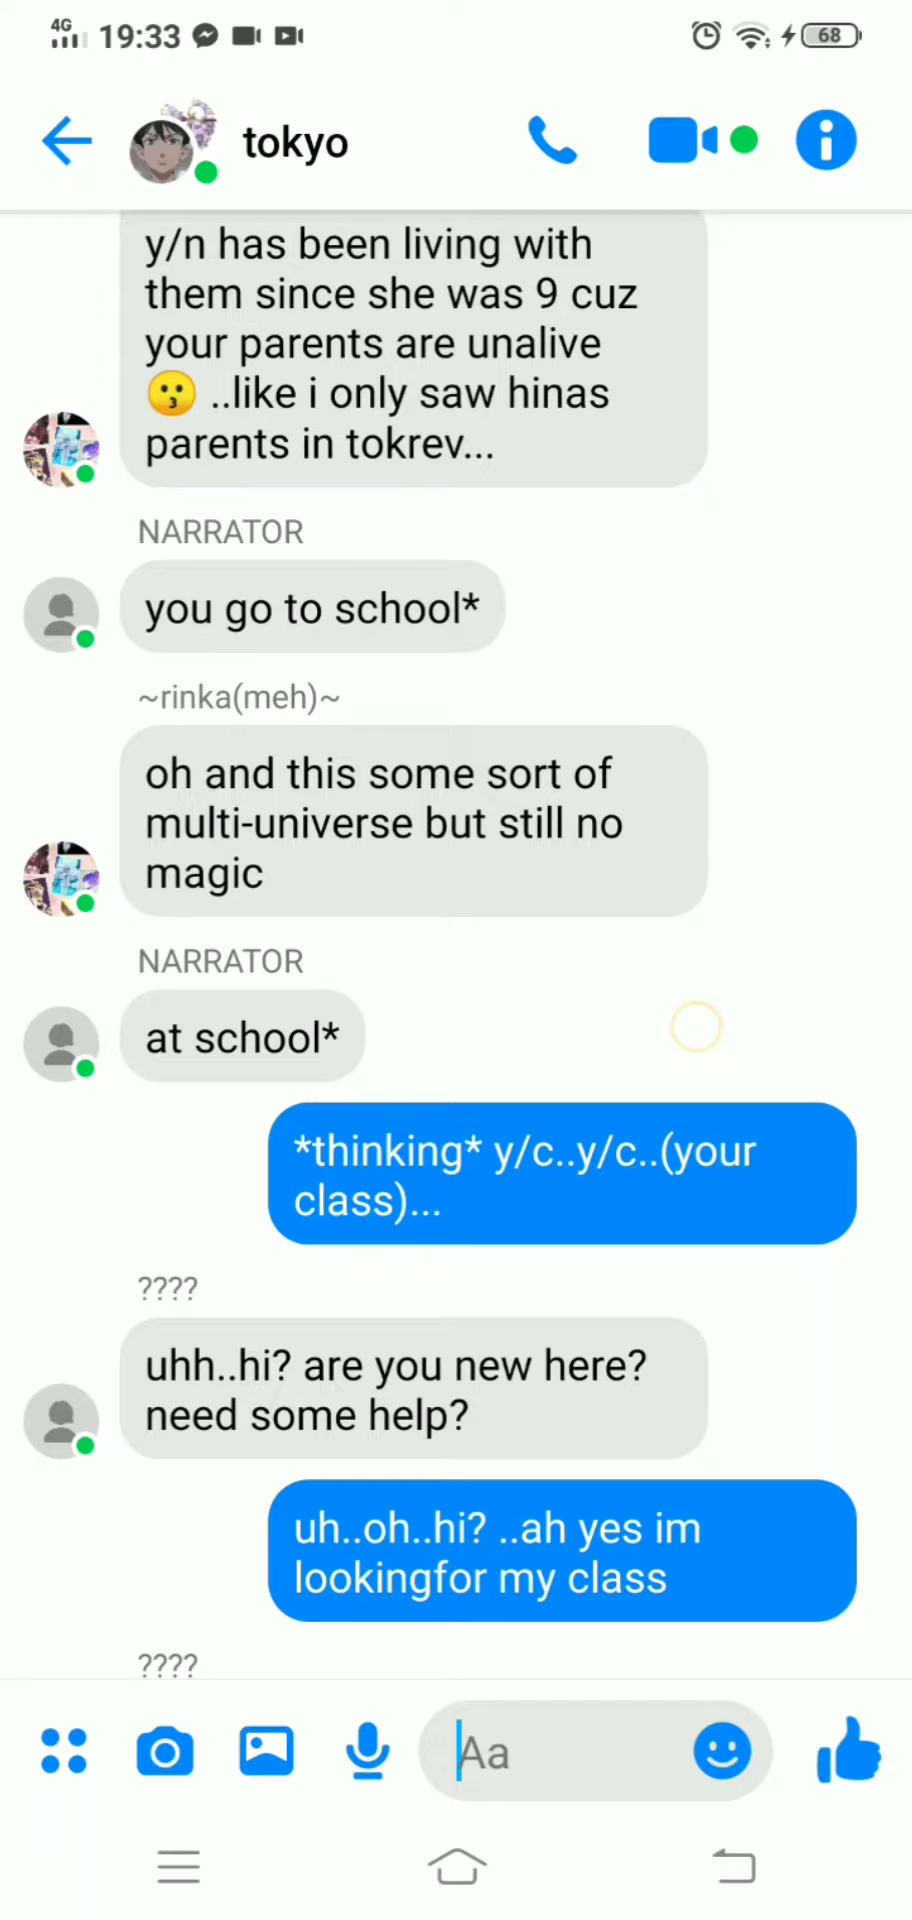 4G 19:33 68
tokyo
y/n has been living with
them since she was 9 cuz
your parents are unalive
😗 ..like i only saw hinas
parents in tokrev...
NARRATOR
you go to school*
~rinka(meh)~
oh and this some sort of
multi-universe but still no
magic
NARRATOR
at school*
*thinking* y/c..y/c..(your
class)...
????
uhh..hi? are you new here?
need some help?
uh..oh..hi? ..ah yes im
lookingfor my class
????
Aa